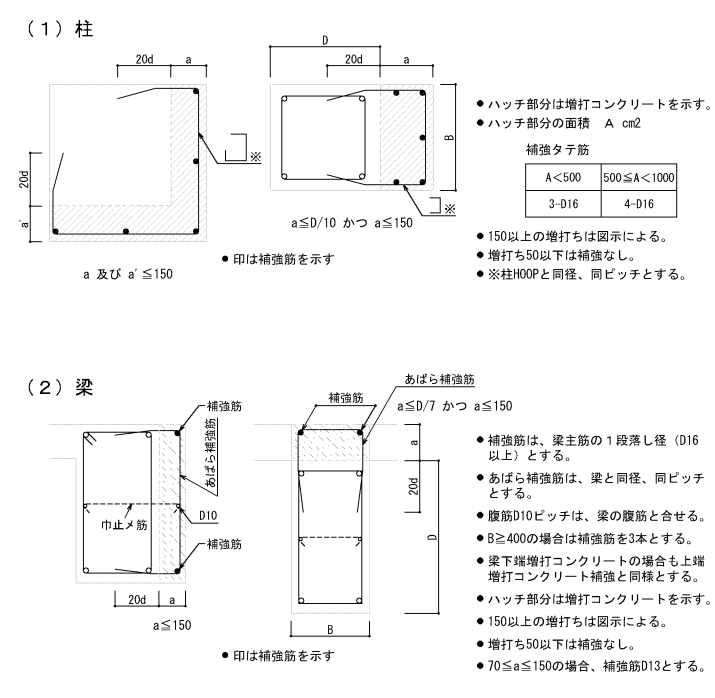 (1) 柱
20d a
D
20d a
※
20d
a'
B
※
a≦D/10 かつ a≦150
a 及び a'≦150
● 印は補強筋を示す
● ハッチ部分は増打コンクリートを示す。
● ハッチ部分の面積 A cm2
補強タテ筋
A<500 500≦A<1000
3-D16 4-D16
● 150以上の増打ちは図示による。
● 増打ち50以下は補強なし。
● ※柱HOOPと同径、同ピッチとする。
(2) 梁
補強筋
あばら補強筋
巾止メ筋
D10
補強筋
20d a
a≦150
補強筋
あばら補強筋
a≦D/7 かつ a≦150
a
20d
D
B
● 印は補強筋を示す
● 補強筋は、梁主筋の1段落し径(D16
以上)とする。
● あばら補強筋は、梁と同径、同ピッチ
とする。
● 腹筋D10ピッチは、梁の腹筋と合せる。
● B≧400の場合は補強筋を3本とする。
● 梁下端増打コンクリートの場合も上端
増打コンクリート補強と同様とする。
● ハッチ部分は増打コンクリートを示す。
● 150以上の増打ちは図示による。
● 増打ち50以下は補強なし。
● 70≦a≦150の場合、補強筋D13とする。